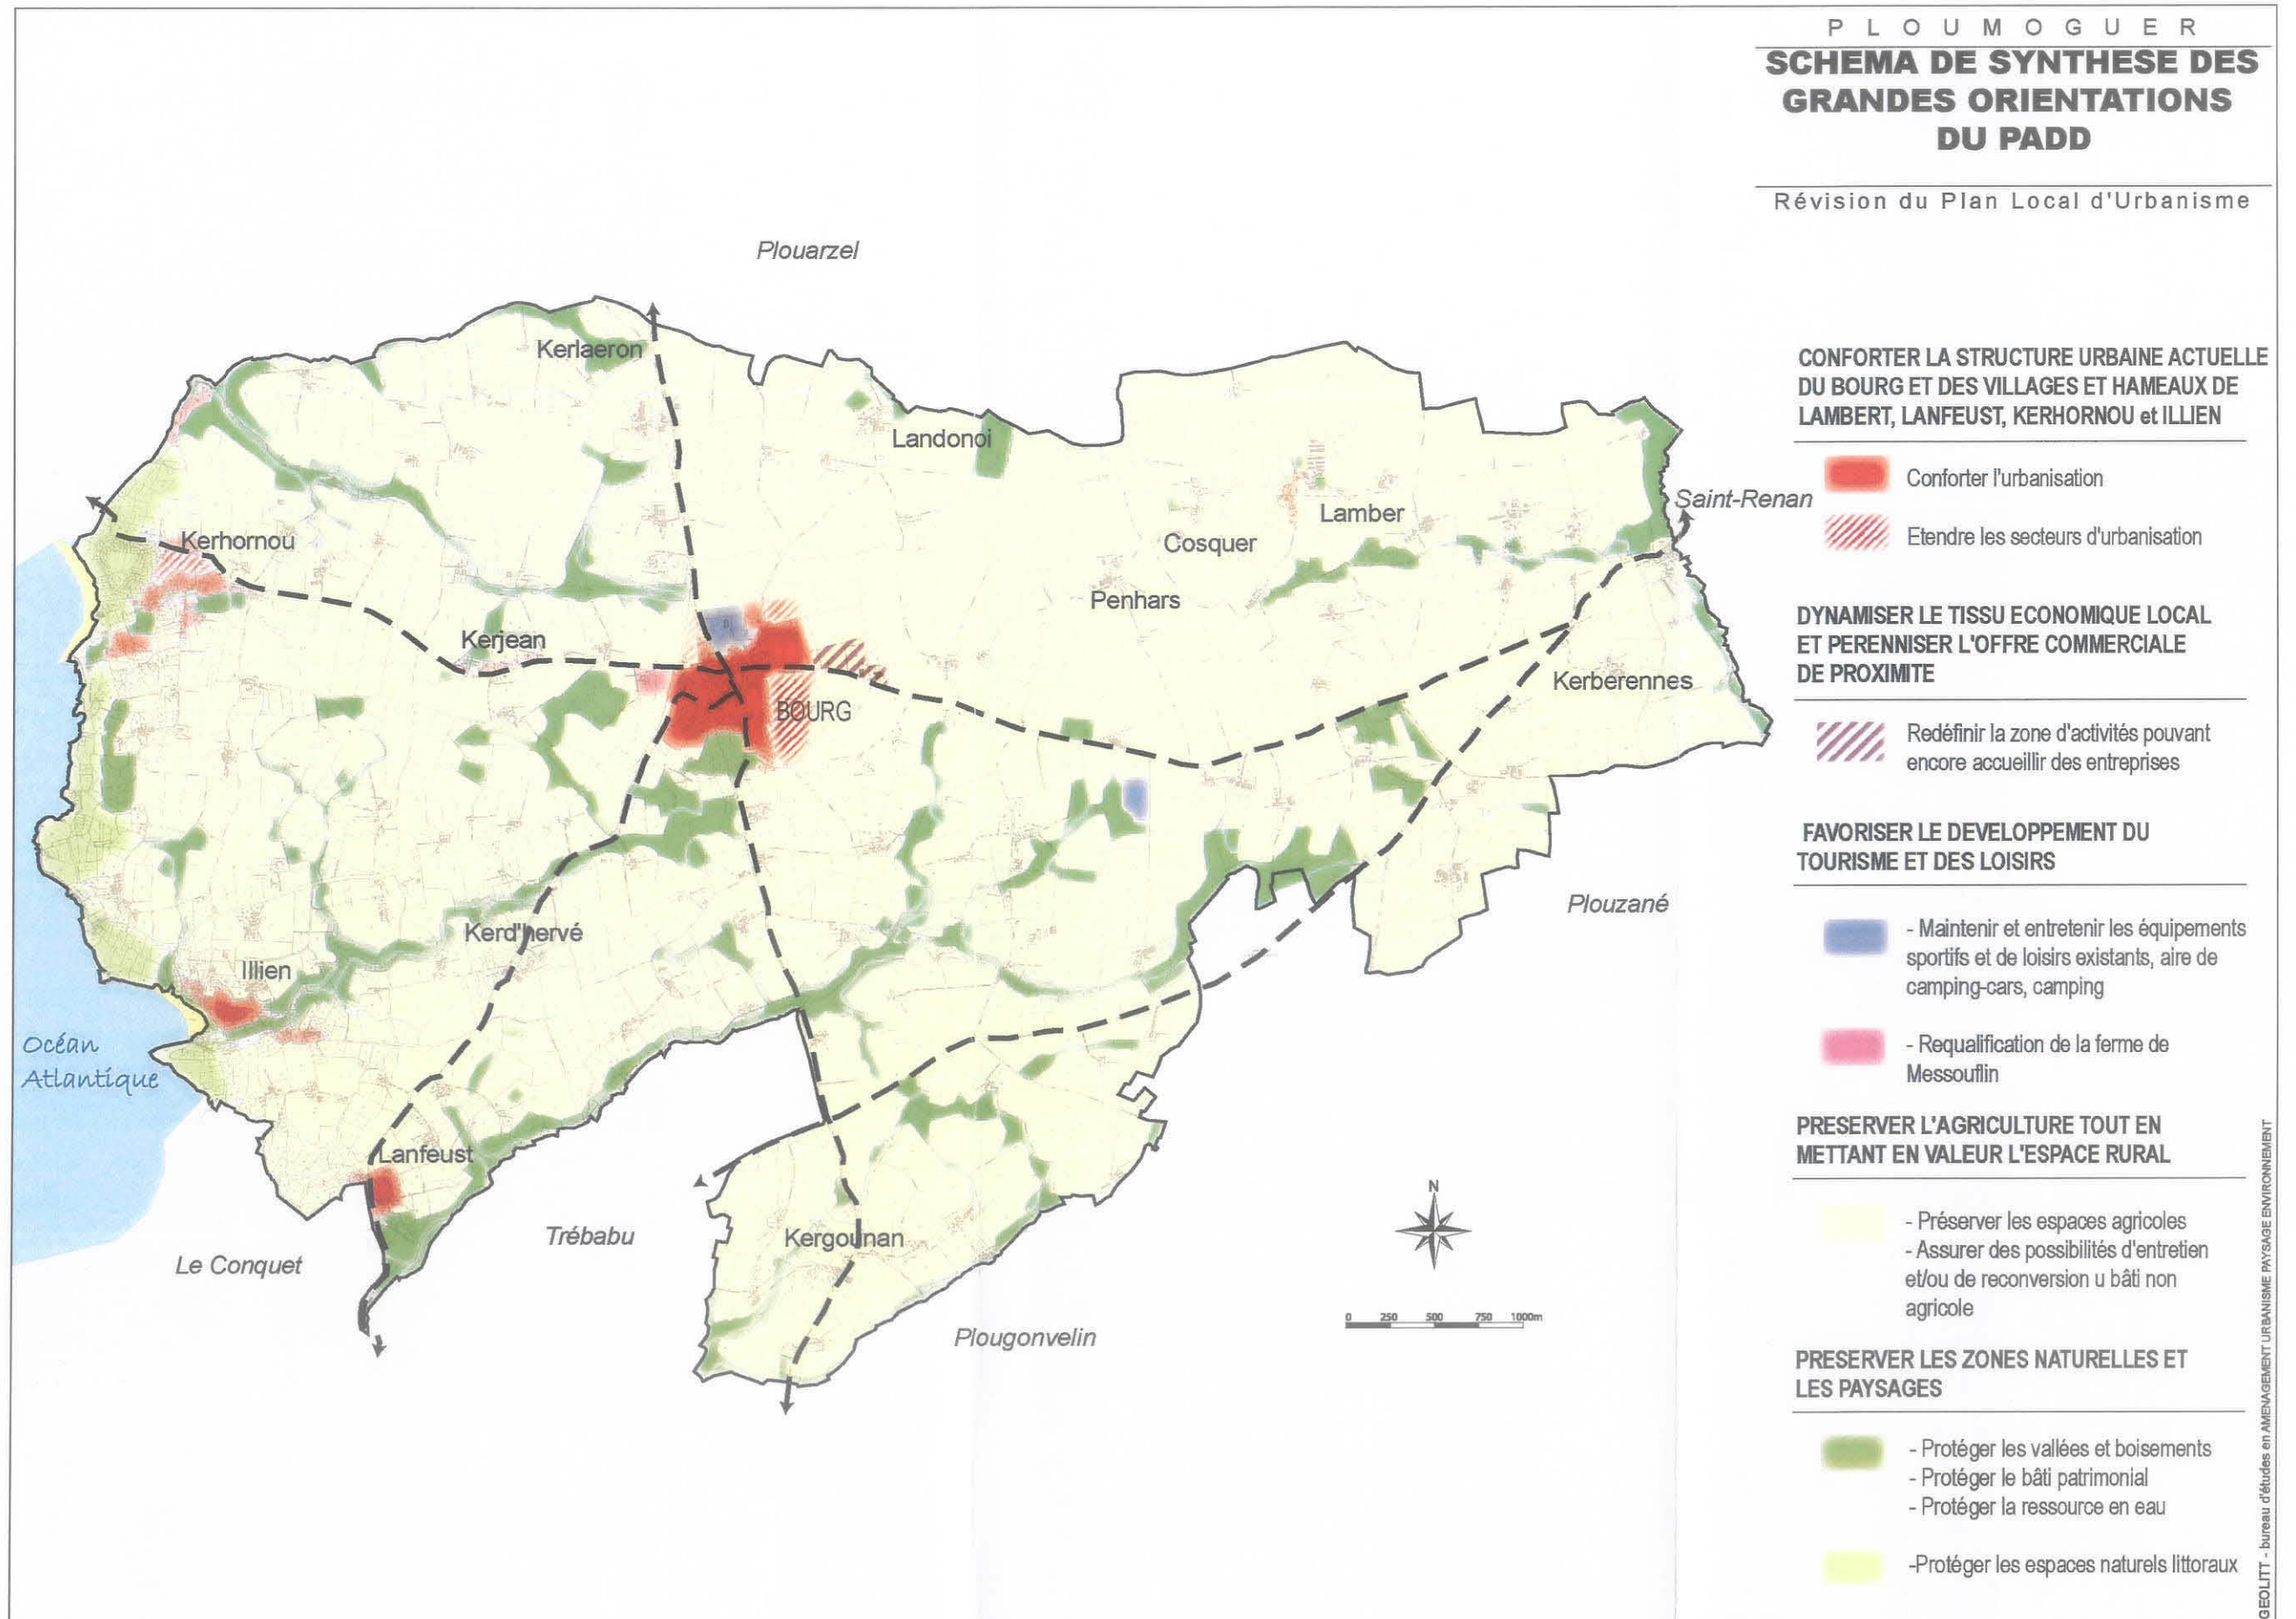 PLOUMOGUER
SCHEMA DE SYNTHESE DES
GRANDES ORIENTATIONS
DU PADD
Révision du Plan Local d'Urbanisme
Plouarzel
Kerlaeron
Landonoi
Saint-Renan
Lamber
Cosquer
Kerhornou
Penhars
Kerjean
Kerberennes
BOURG
Plouzané
Kerd'hervé
Illien
Océan
Atlantique
Lanfeust
Trébabu
Kergounan
Le Conquet
Plougonvelin
N
0 250 500 750 1000m
CONFORTER LA STRUCTURE URBAINE ACTUELLE
DU BOURG ET DES VILLAGES ET HAMEAUX DE
LAMBERT, LANFEUST, KERHORNOU et ILLIEN
Conforter l'urbanisation
Etendre les secteurs d'urbanisation
DYNAMISER LE TISSU ECONOMIQUE LOCAL
ET PERENNISER L'OFFRE COMMERCIALE
DE PROXIMITE
Redéfinir la zone d'activités pouvant
encore accueillir des entreprises
FAVORISER LE DEVELOPPEMENT DU
TOURISME ET DES LOISIRS
- Maintenir et entretenir les équipements
sportifs et de loisirs existants, aire de
camping-cars, camping
- Requalification de la ferme de
Messouflin
PRESERVER L'AGRICULTURE TOUT EN
METTANT EN VALEUR L'ESPACE RURAL
- Préserver les espaces agricoles
- Assurer des possibilités d'entretien
et/ou de reconversion u bâti non
agricole
PRESERVER LES ZONES NATURELLES ET
LES PAYSAGES
- Protéger les vallées et boisements
- Protéger le bâti patrimonial
- Protéger la ressource en eau
-Protéger les espaces naturels littoraux
GEOLITT - bureau d'études en AMENAGEMENT URBANISME PAYSAGE ENVIRONNEMENT